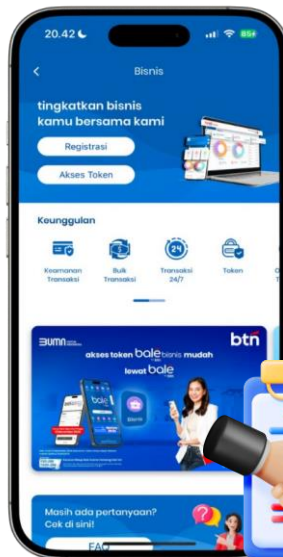 20.42
85+
Bisnis
tingkatkan bisnis
kamu bersama kami
Registrasi
Akses Token
Keunggulan
Keamanan
Transaksi
Bulk
Transaksi
24
Transaksi
24/7
Token
BUMN
btn
akses token bale bisnis mudah
lewat bale
bale
Bisnis
Masih ada pertanyaan?
Cek di sini!
FAQ